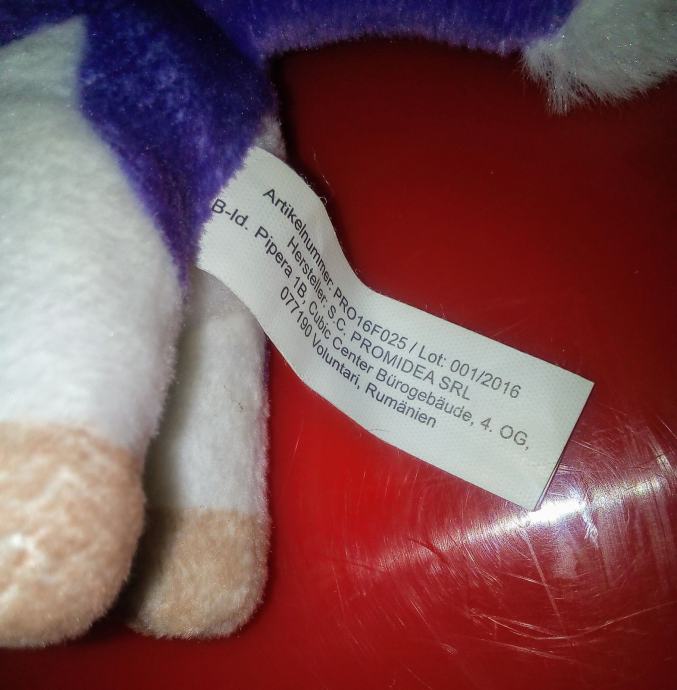 Artikelnummer: PRO16F025 / Lot: 001/2016
Hersteller: S.C. PROMIDEA SRL
B-ld. Pipera 1B, Cubic Center Bürogebäude, 4. OG,
077190 Voluntari, Rumänien